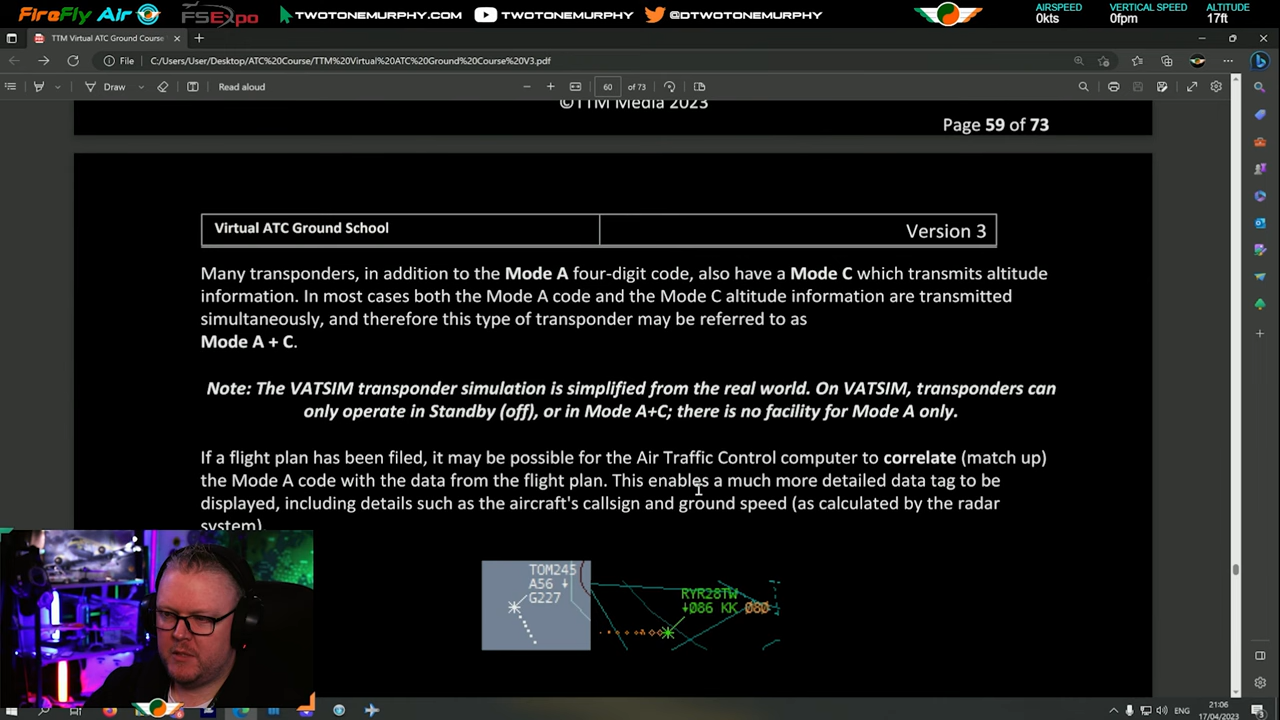 FireFly Air
FSExpo
TWOTONEMURPHY.COM
TWOTONEMURPHY
@DTWOTONEMURPHY
AIRSPEED
0kts
VERTICAL SPEED
0fpm
ALTITUDE
17ft
TTM Virtual ATC Ground Course
File
C:/Users/User/Desktop/ATC%20Course/TTM%20Virtual%20ATC%20Ground%20Course%20V3.pdf
Draw
Read aloud
60 of 73
©TTM Media 2023
Page 59 of 73
Virtual ATC Ground School
Version 3
Many transponders, in addition to the Mode A four-digit code, also have a Mode C which transmits altitude
information. In most cases both the Mode A code and the Mode C altitude information are transmitted
simultaneously, and therefore this type of transponder may be referred to as
Mode A + C.
Note: The VATSIM transponder simulation is simplified from the real world. On VATSIM, transponders can
only operate in Standby (off), or in Mode A+C; there is no facility for Mode A only.
If a flight plan has been filed, it may be possible for the Air Traffic Control computer to correlate (match up)
the Mode A code with the data from the flight plan. This enables a much more detailed data tag to be
displayed, including details such as the aircraft's callsign and ground speed (as calculated by the radar
system)
TOM245
A56 ↓
G227
RYR28TW
↓086 KK 080
ENG
21:06
17/04/2023